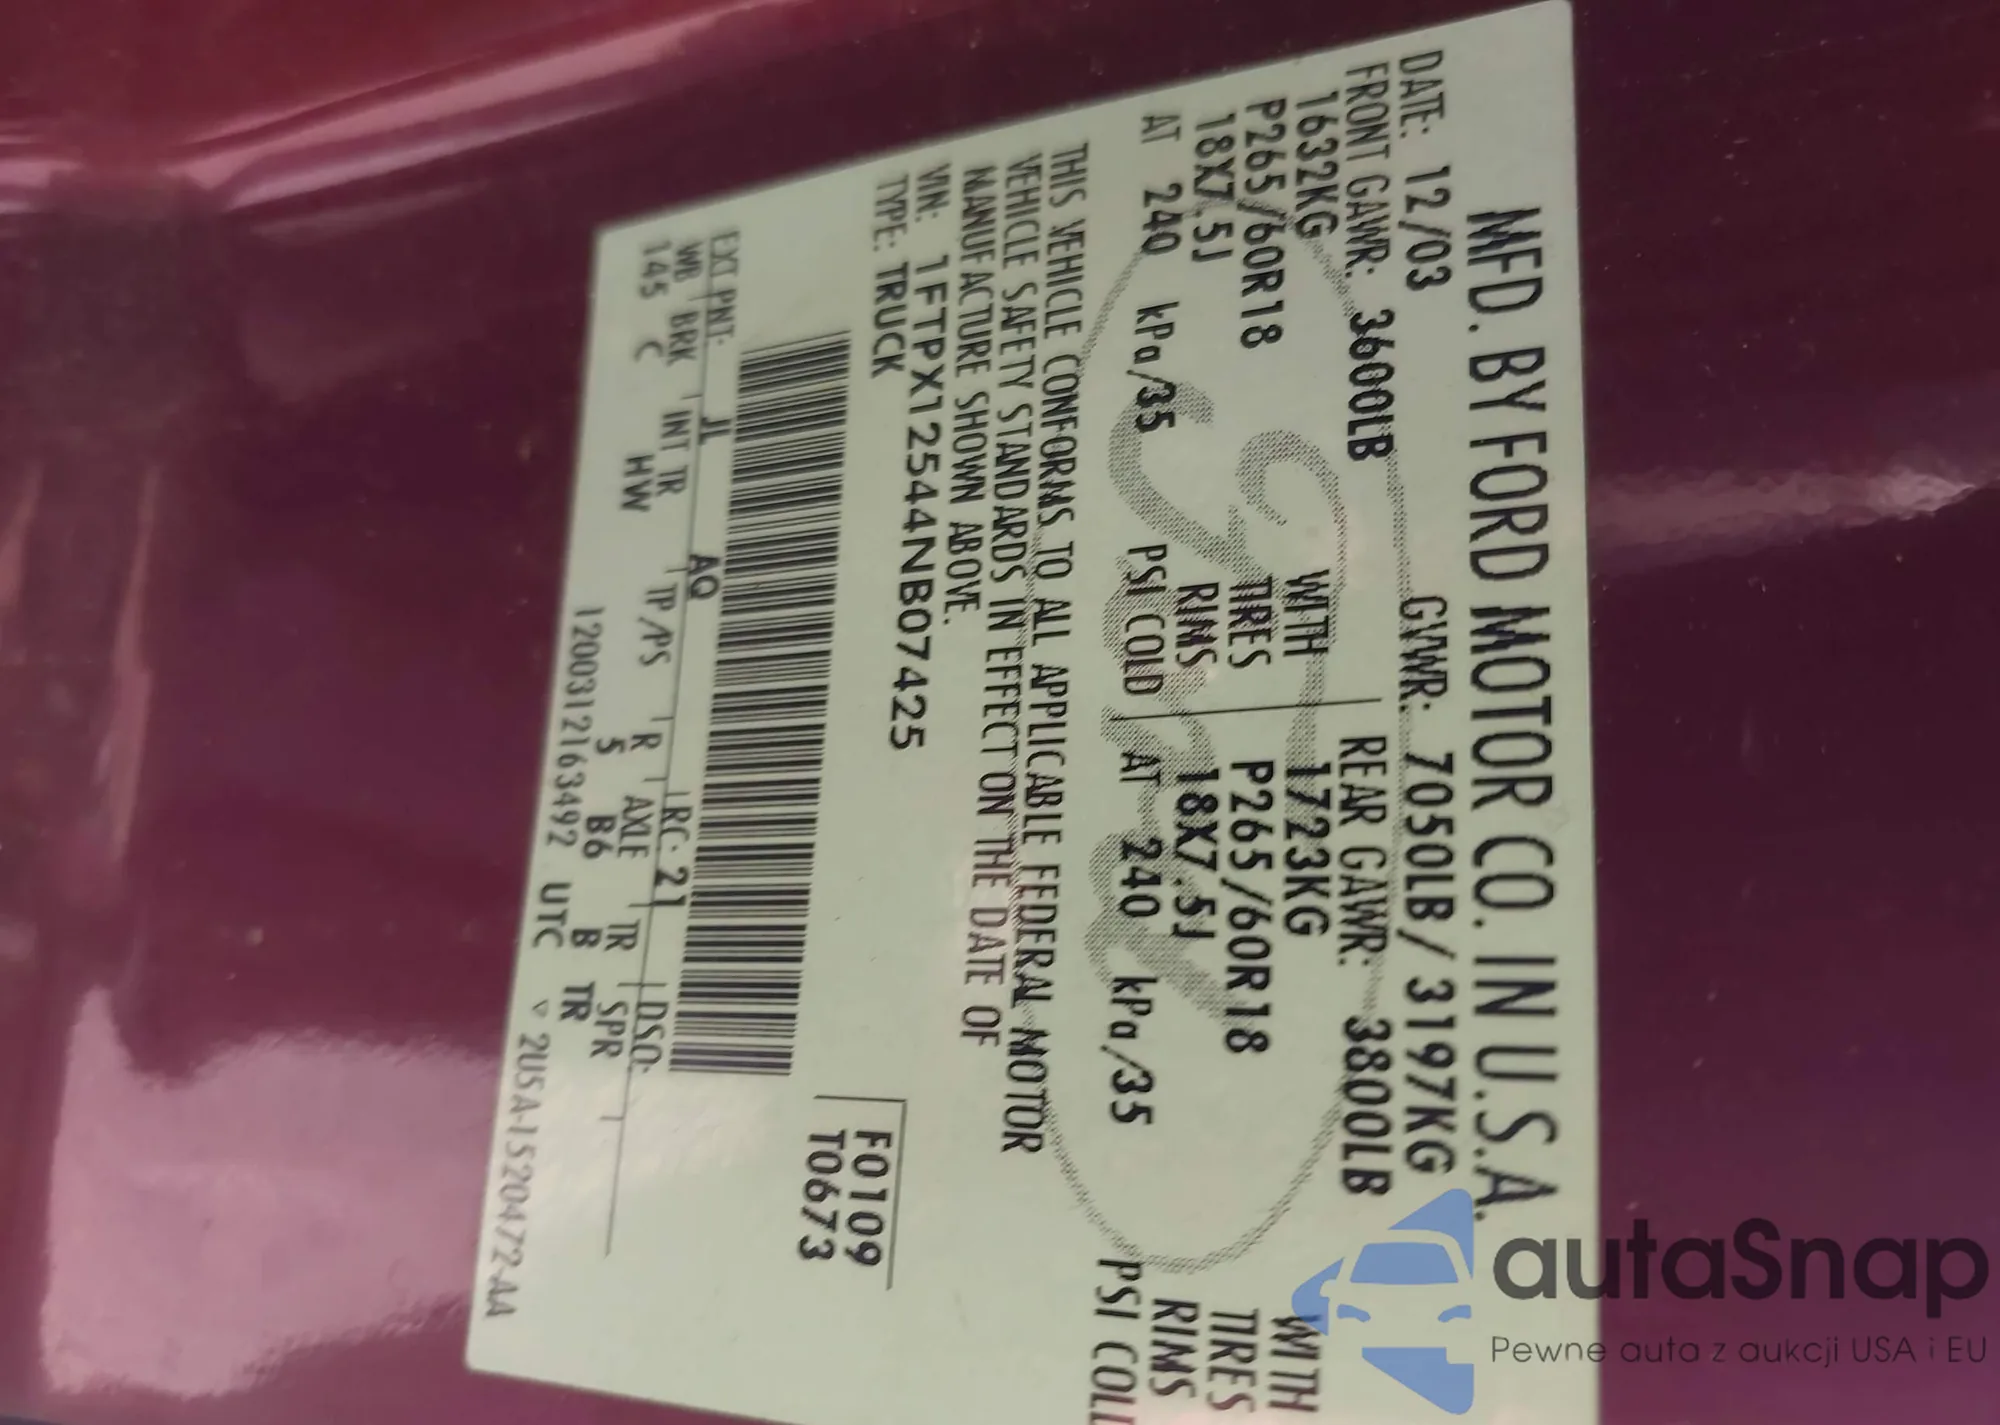 MFD. BY FORD MOTOR CO. IN U.S.A.
DATE: 12/03 GVWR: 7050LB/3197KG
FRONT GAWR: 3600LB REAR GAWR: 3800LB
1632KG WITH 1723KG WITH
P265/60R18 TIRES P265/60R18 TIRES
18X7.5J RIMS 18X7.5J RIMS
AT 240 kPa/35 PSI COLD AT 240 kPa/35 PSI COLD
THIS VEHICLE CONFORMS TO ALL APPLICABLE FEDERAL MOTOR
VEHICLE SAFETY STANDARDS IN EFFECT ON THE DATE OF
MANUFACTURE SHOWN ABOVE.
VIN: 1FTPX12544NB07425
TYPE: TRUCK
F0109
T0673
EXT PNT: JL AQ RC: 21 DSO:
WB BRK INT TR TP/PS R AXLE TR SPR
145 C HW 5 B6 B TR
120031216 3492 UTC ▽ 2U5A-1520472-AA
autaSnap
Pewne auta z aukcji USA i EU